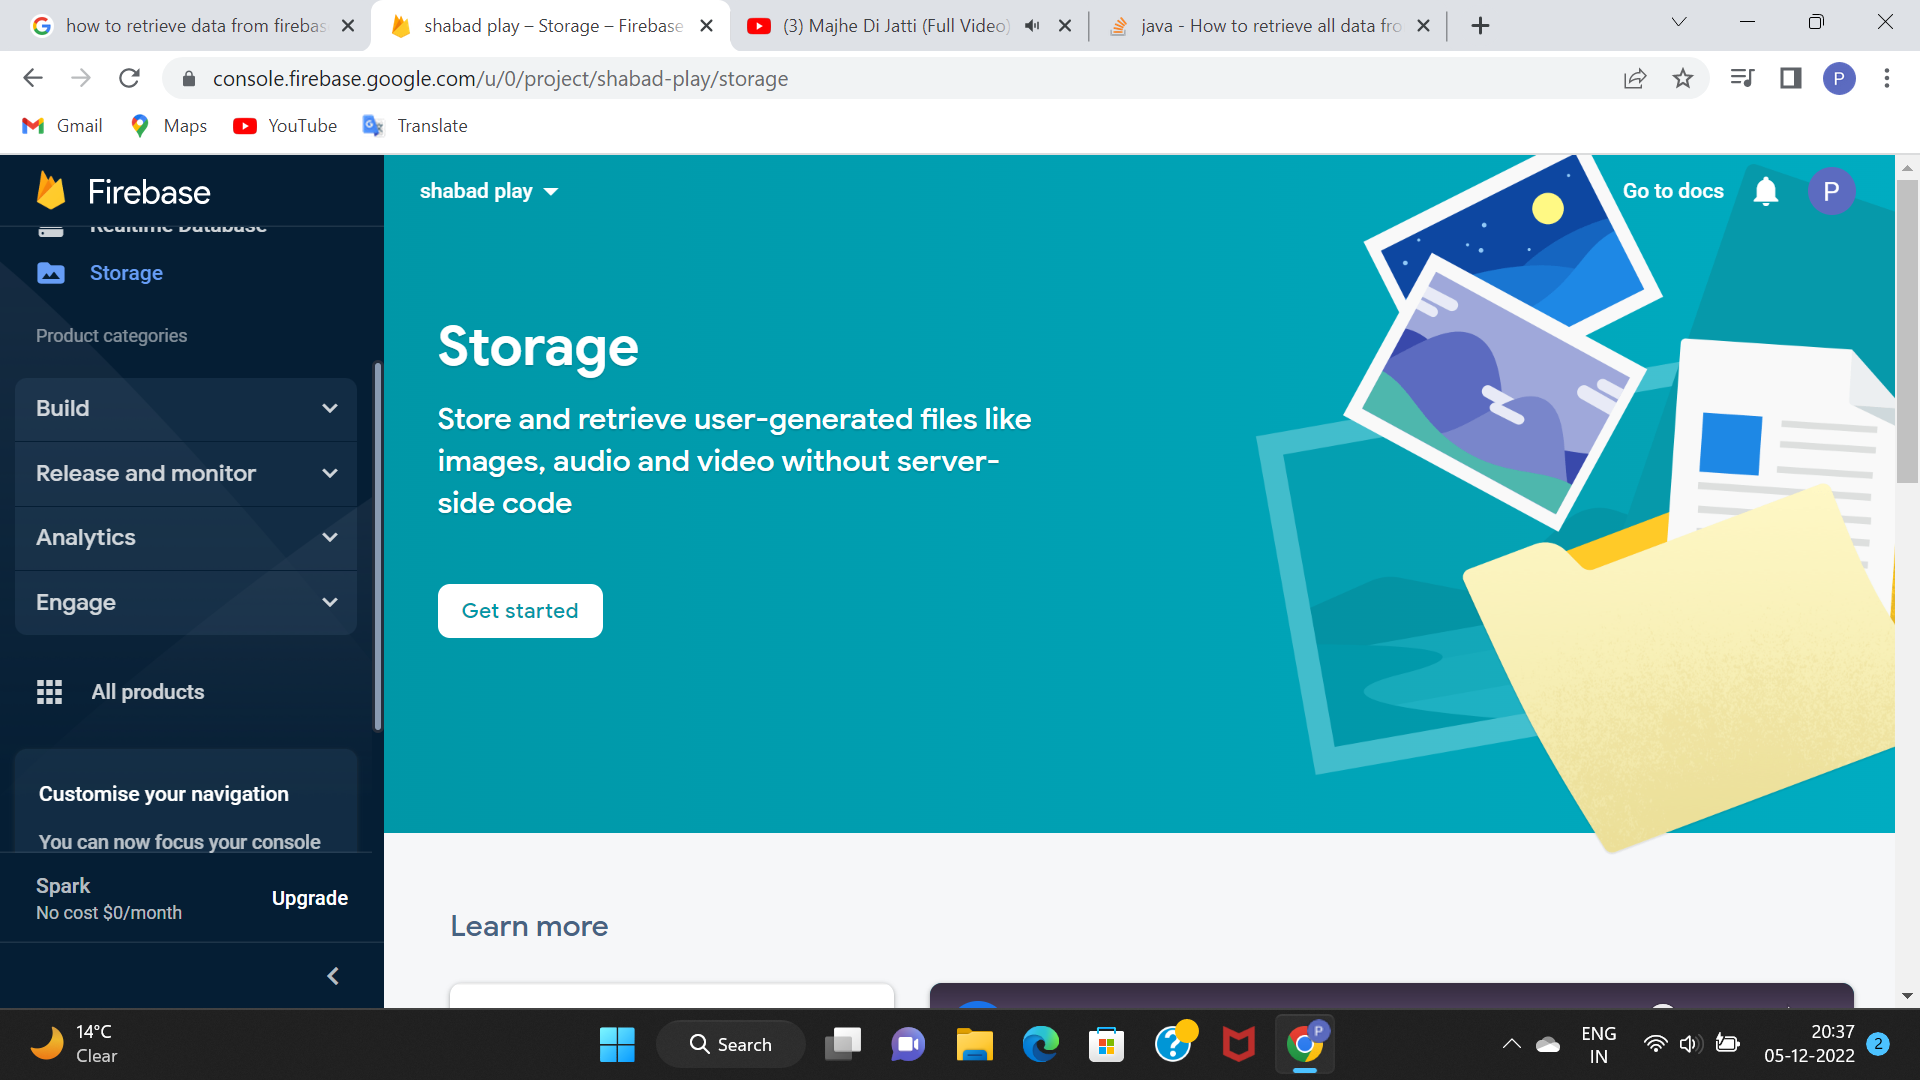 how to retrieve data from firebas
shabad play – Storage – Firebase
(3) Majhe Di Jatti (Full Video)
java - How to retrieve all data fro
console.firebase.google.com/u/0/project/shabad-play/storage
P
Gmail
Maps
YouTube
Translate
Firebase
shabad play
Go to docs
P
Realtime Database
Storage
Product categories
Build
Release and monitor
Analytics
Engage
All products
Customise your navigation
You can now focus your console
Spark
No cost $0/month
Upgrade
Storage
Store and retrieve user-generated files like
images, audio and video without server-
side code
Get started
Learn more
14°C
Clear
Search
P
ENG
IN
20:37
05-12-2022
2